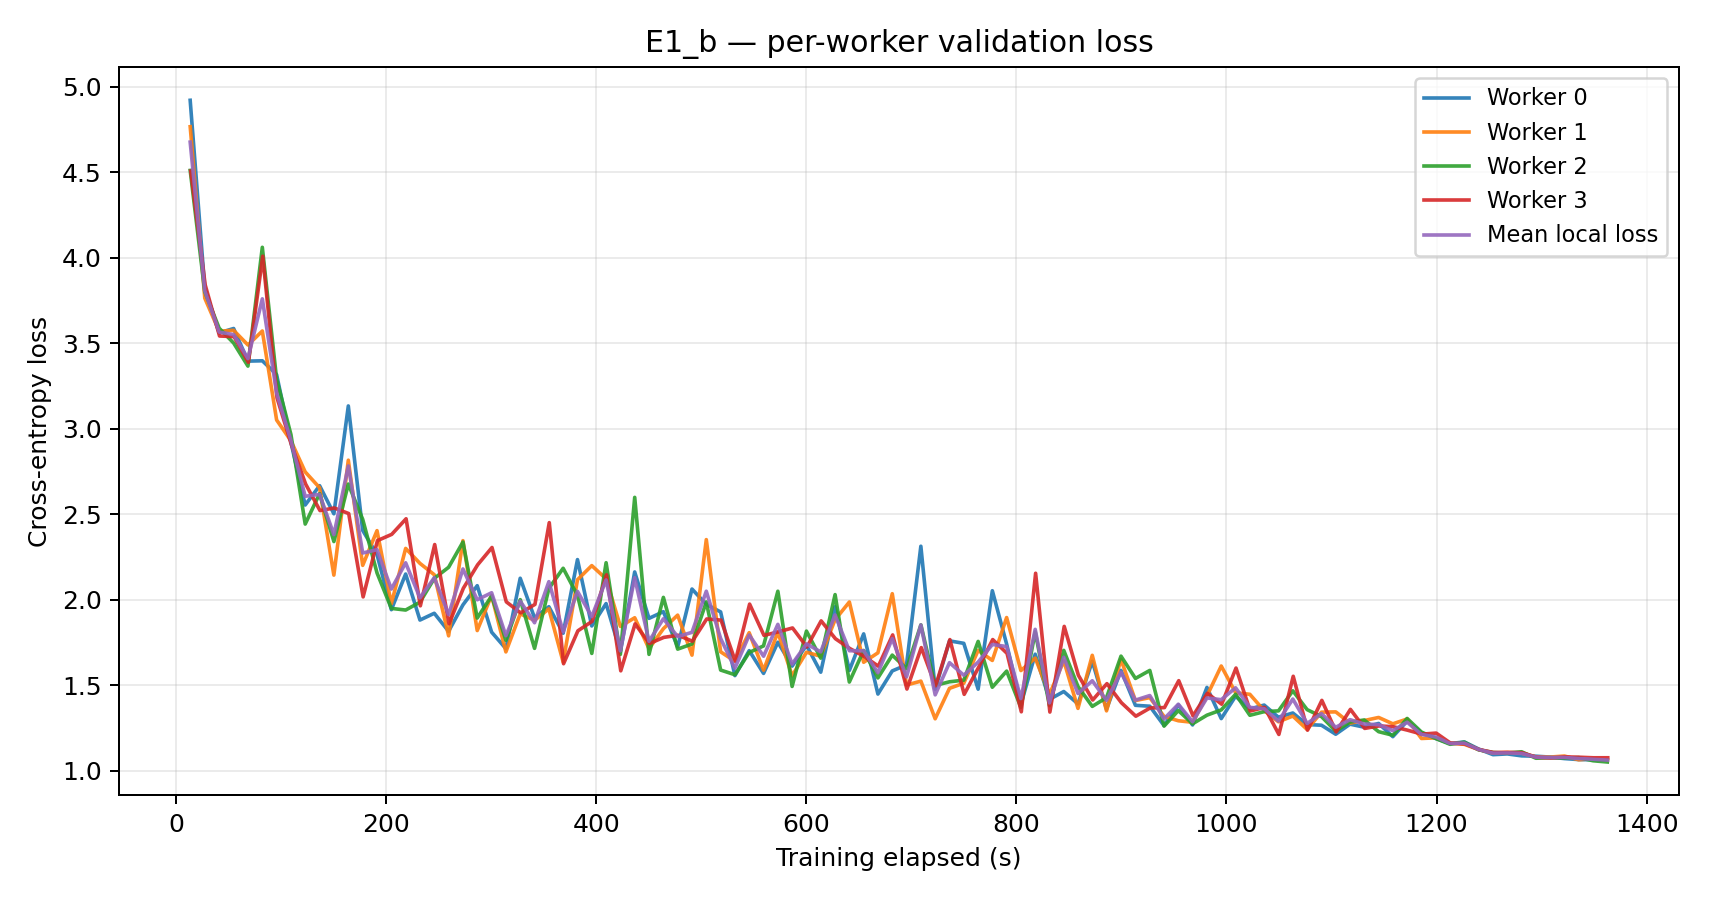 E1_b — per-worker validation loss
Cross-entropy loss
5.0
4.5
4.0
3.5
3.0
2.5
2.0
1.5
1.0
Worker 0
Worker 1
Worker 2
Worker 3
Mean local loss
0 200 400 600 800 1000 1200 1400
Training elapsed (s)